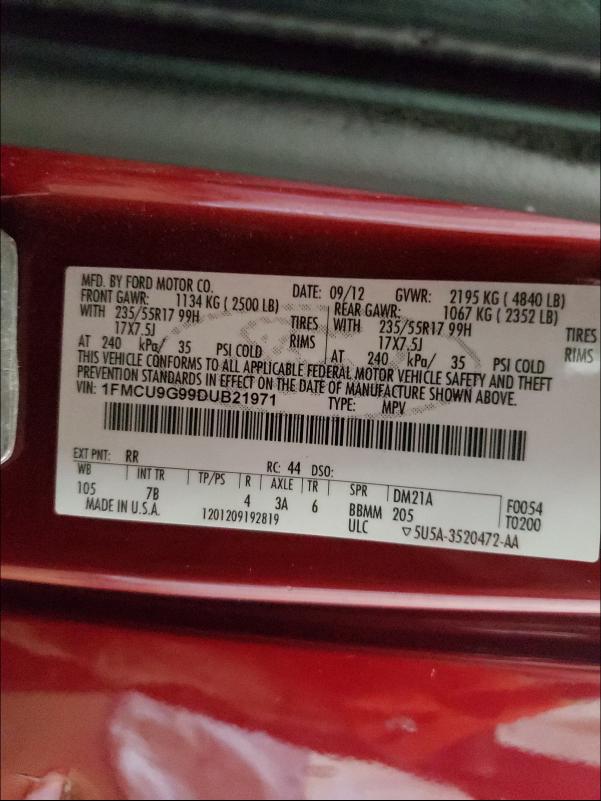 MFD. BY FORD MOTOR CO. DATE: 09/12 GVWR: 2195 KG ( 4840 LB)
FRONT GAWR: 1134 KG ( 2500 LB) REAR GAWR: 1067 KG ( 2352 LB)
WITH 235/55R17 99H TIRES WITH 235/55R17 99H TIRES
17X7.5J RIMS 17X7.5J RIMS
AT 240 kPa/ 35 PSI COLD AT 240 kPa/ 35 PSI COLD
THIS VEHICLE CONFORMS TO ALL APPLICABLE FEDERAL MOTOR VEHICLE SAFETY AND THEFT
PREVENTION STANDARDS IN EFFECT ON THE DATE OF MANUFACTURE SHOWN ABOVE.
VIN: 1FMCU9G99DUB21971 TYPE: MPV
EXT PNT: RR RC: 44 DSO:
WB INT TR TP/PS R AXLE TR SPR DM21A F0054
105 7B 4 3A 6 BBMM 205 T0200
MADE IN U.S.A. 1201209192819 ULC ▽5U5A-3520472-AA